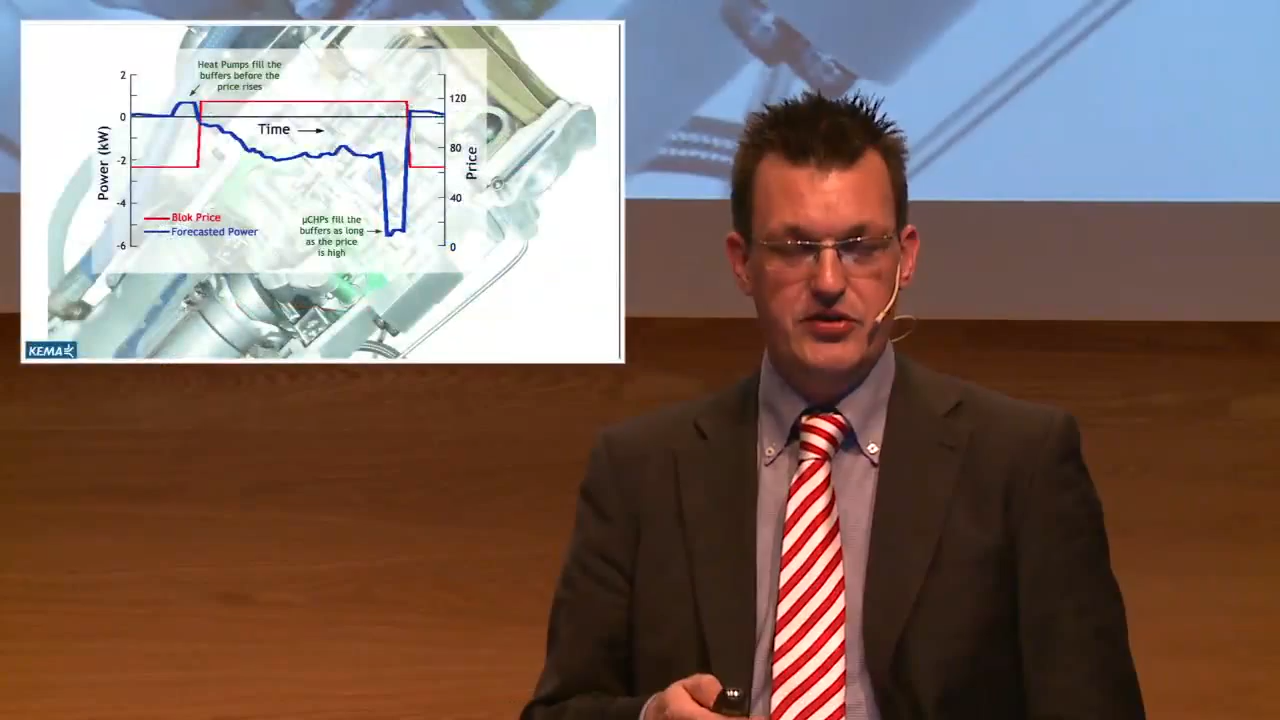 Heat Pumps fill the
buffers before the
price rises
2
0
-2
-4
-6
Power (kW)
Time
120
80
40
0
Price
Blok Price
Forecasted Power
µCHPs fill the
buffers as long
as the price
is high
KEMA